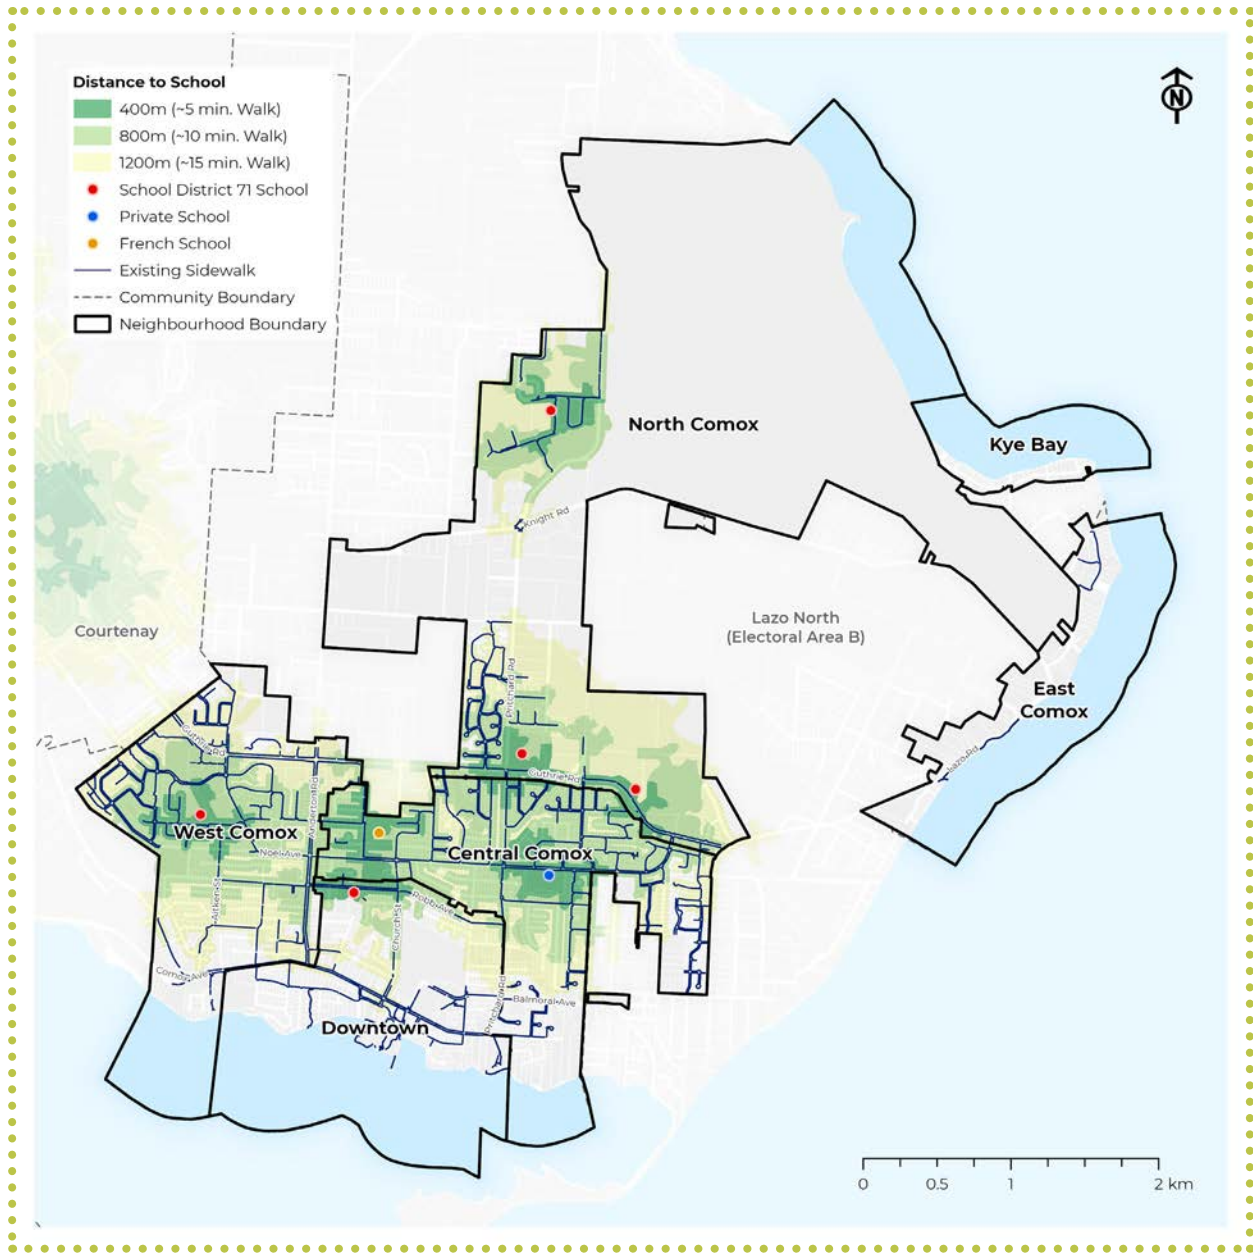 Distance to School
400m (~5 min. Walk)
800m (~10 min. Walk)
1200m (~15 min. Walk)
School District 71 School
Private School
French School
Existing Sidewalk
Community Boundary
Neighbourhood Boundary
N
North Comox
Kye Bay
Knight Rd
Lazo North
(Electoral Area B)
Courtenay
Pritchard Rd
East
Comox
Guthrie Rd
Lazo Rd
Guthrie Rd
Anderton Rd
West Comox
Noel Ave
Central Comox
Aitken St
Church St
Robb Ave
Comox Ave
Pritchard Rd
Balmoral Ave
Downtown
0
0.5
1
2 km